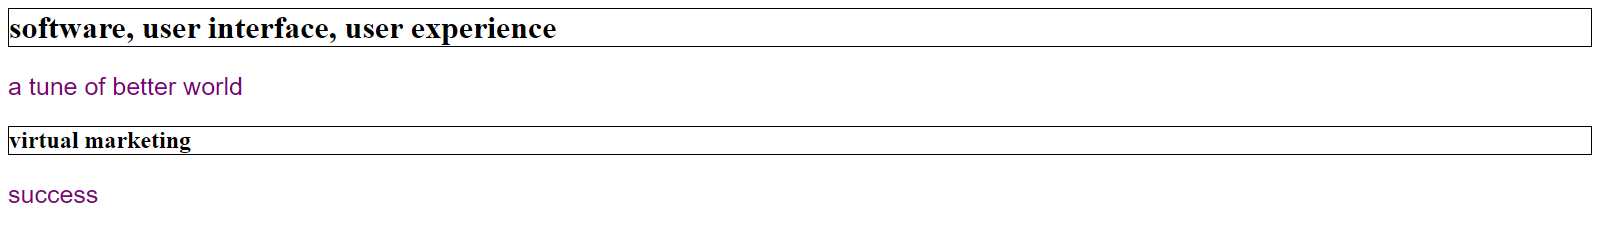 software, user interface, user experience
a tune of better world
virtual marketing
success